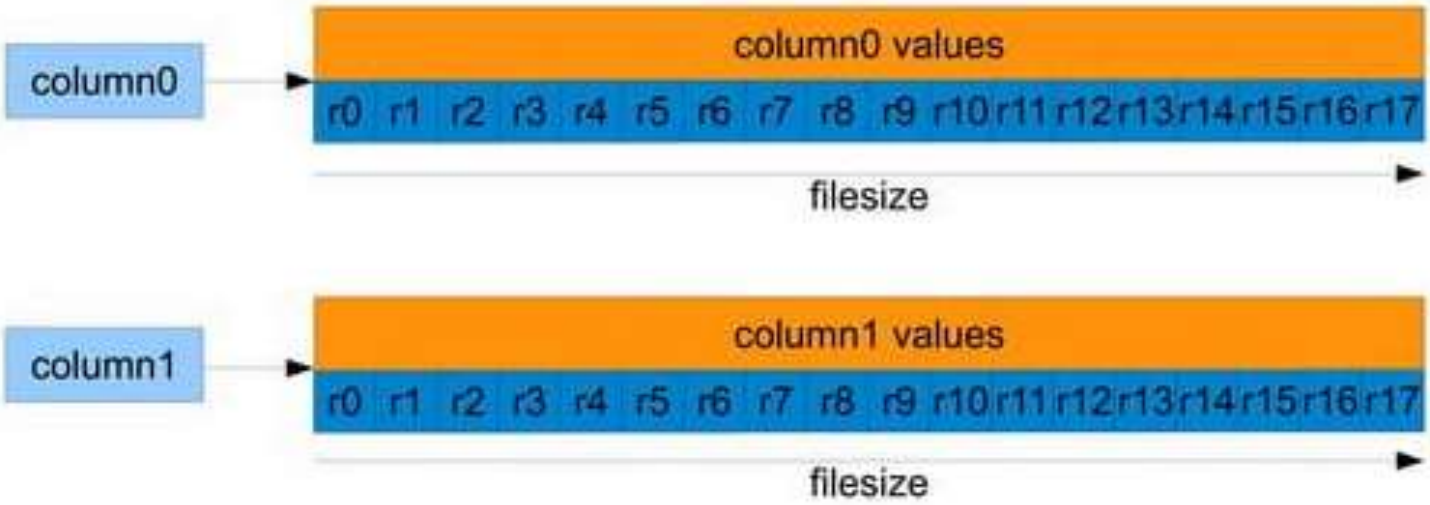 column0 values
column0
r0 r1 r2 r3 r4 r5 r6 r7 r8 r9 r10 r11 r12 r13 r14 r15 r16 r17
filesize
column1 values
column1
r0 r1 r2 r3 r4 r5 r6 r7 r8 r9 r10 r11 r12 r13 r14 r15 r16 r17
filesize